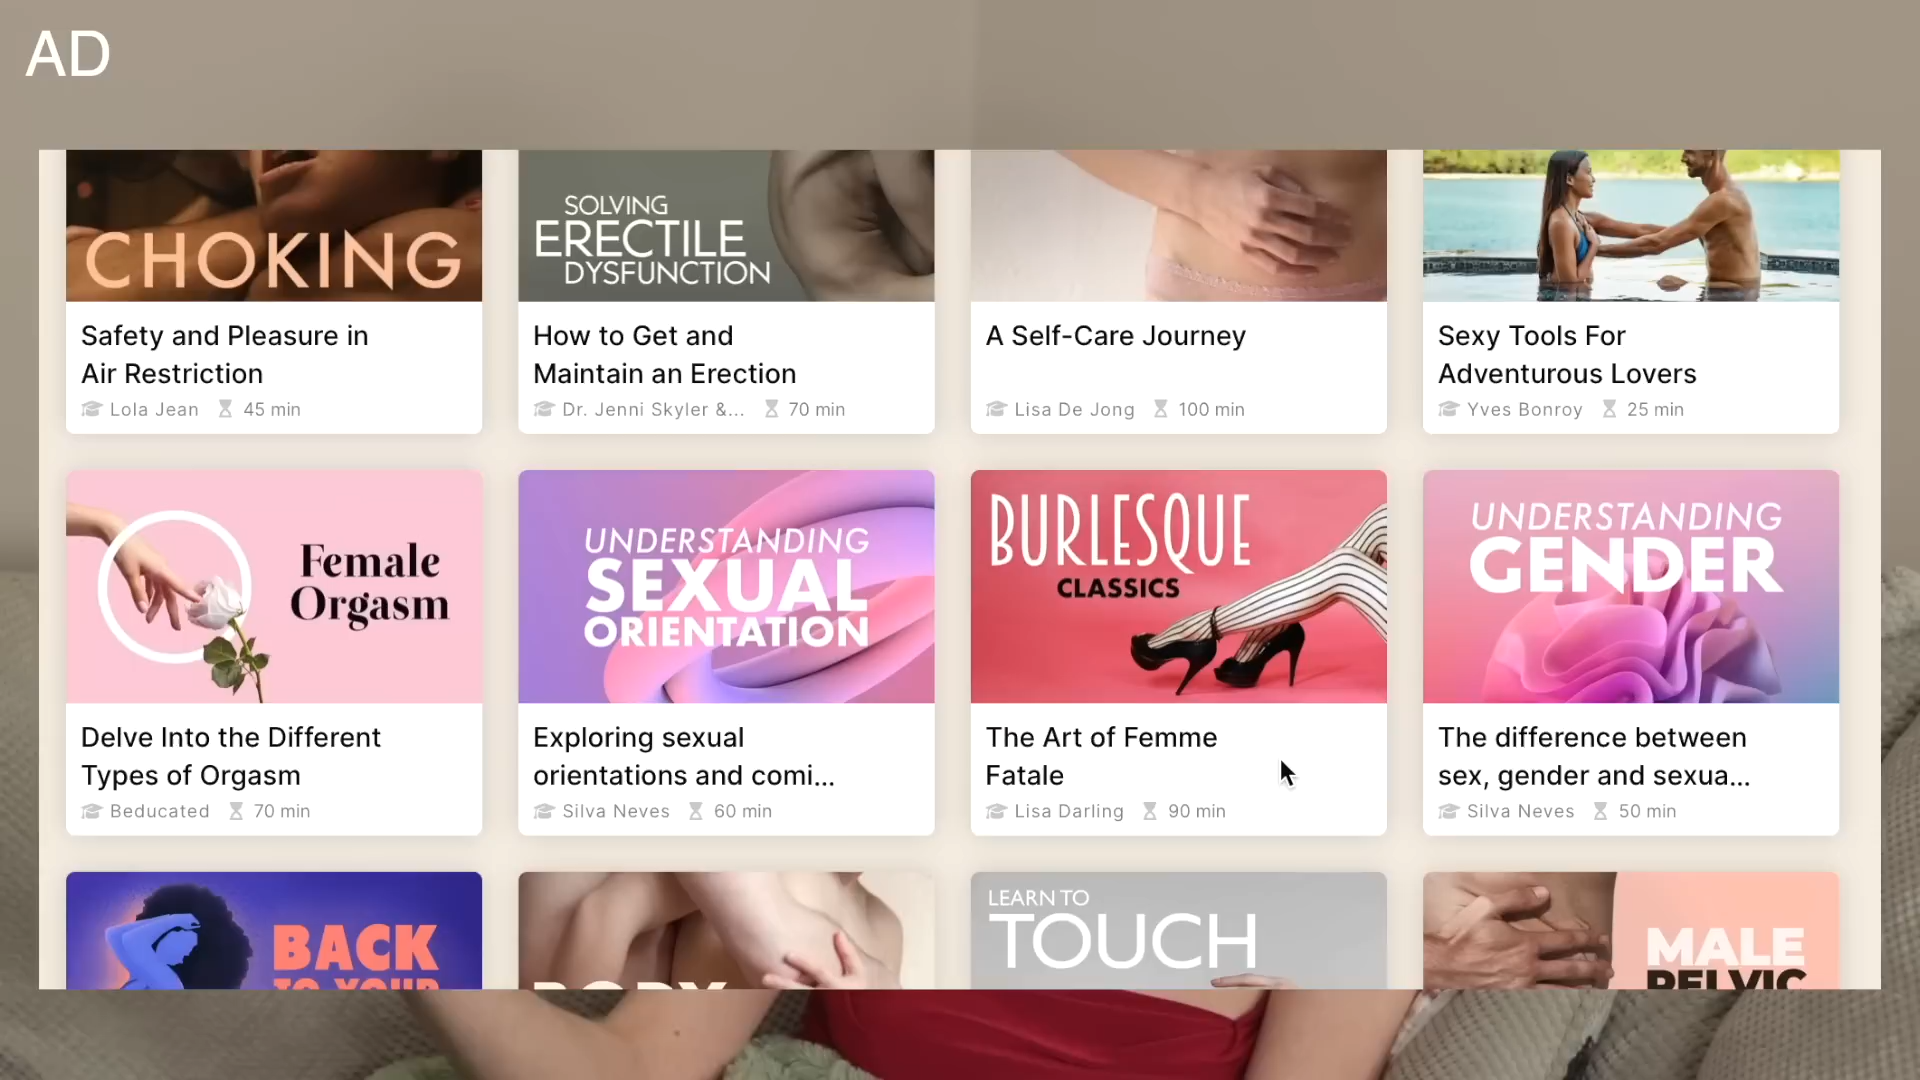 AD
CHOKING
Safety and Pleasure in
Air Restriction
Lola Jean 45 min
SOLVING
ERECTILE
DYSFUNCTION
How to Get and
Maintain an Erection
Dr. Jenni Skyler &... 70 min
A Self-Care Journey
Lisa De Jong 100 min
Sexy Tools For
Adventurous Lovers
Yves Bonroy 25 min
Female
Orgasm
Delve Into the Different
Types of Orgasm
Beducated 70 min
UNDERSTANDING
SEXUAL
ORIENTATION
Exploring sexual
orientations and comi...
Silva Neves 60 min
BURLESQUE
CLASSICS
The Art of Femme
Fatale
Lisa Darling 90 min
UNDERSTANDING
GENDER
The difference between
sex, gender and sexua...
Silva Neves 50 min
BACK
TO YOUR
BODY
LEARN TO
TOUCH
MALE
PELVIC